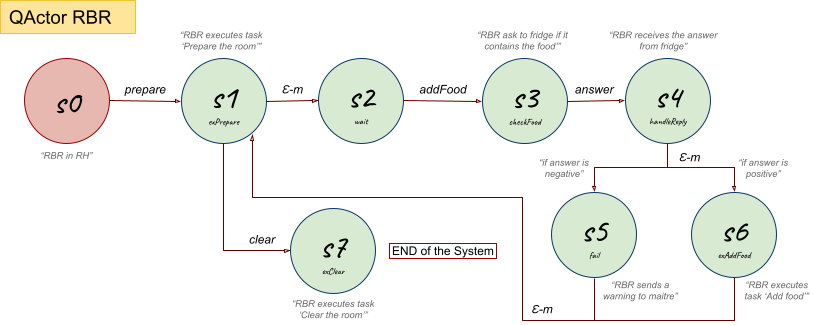 QActor RBR
“RBR executes task
‘Prepare the room’”
“RBR ask to fridge if it
contains the food’”
“RBR receives the answer
from fridge”
s0
prepare
s1
exPrepare
Ɛ-m
s2
wait
addFood
s3
checkFood
answer
s4
handleReply
“RBR in RH”
“if answer is
negative”
Ɛ-m
“if answer is
positive”
clear
s7
exClear
END of the System
s5
fail
s6
exAddFood
“RBR executes task
‘Clear the room’”
“RBR sends a
warning to maitre”
“RBR executes
task ‘Add food’”
Ɛ-m